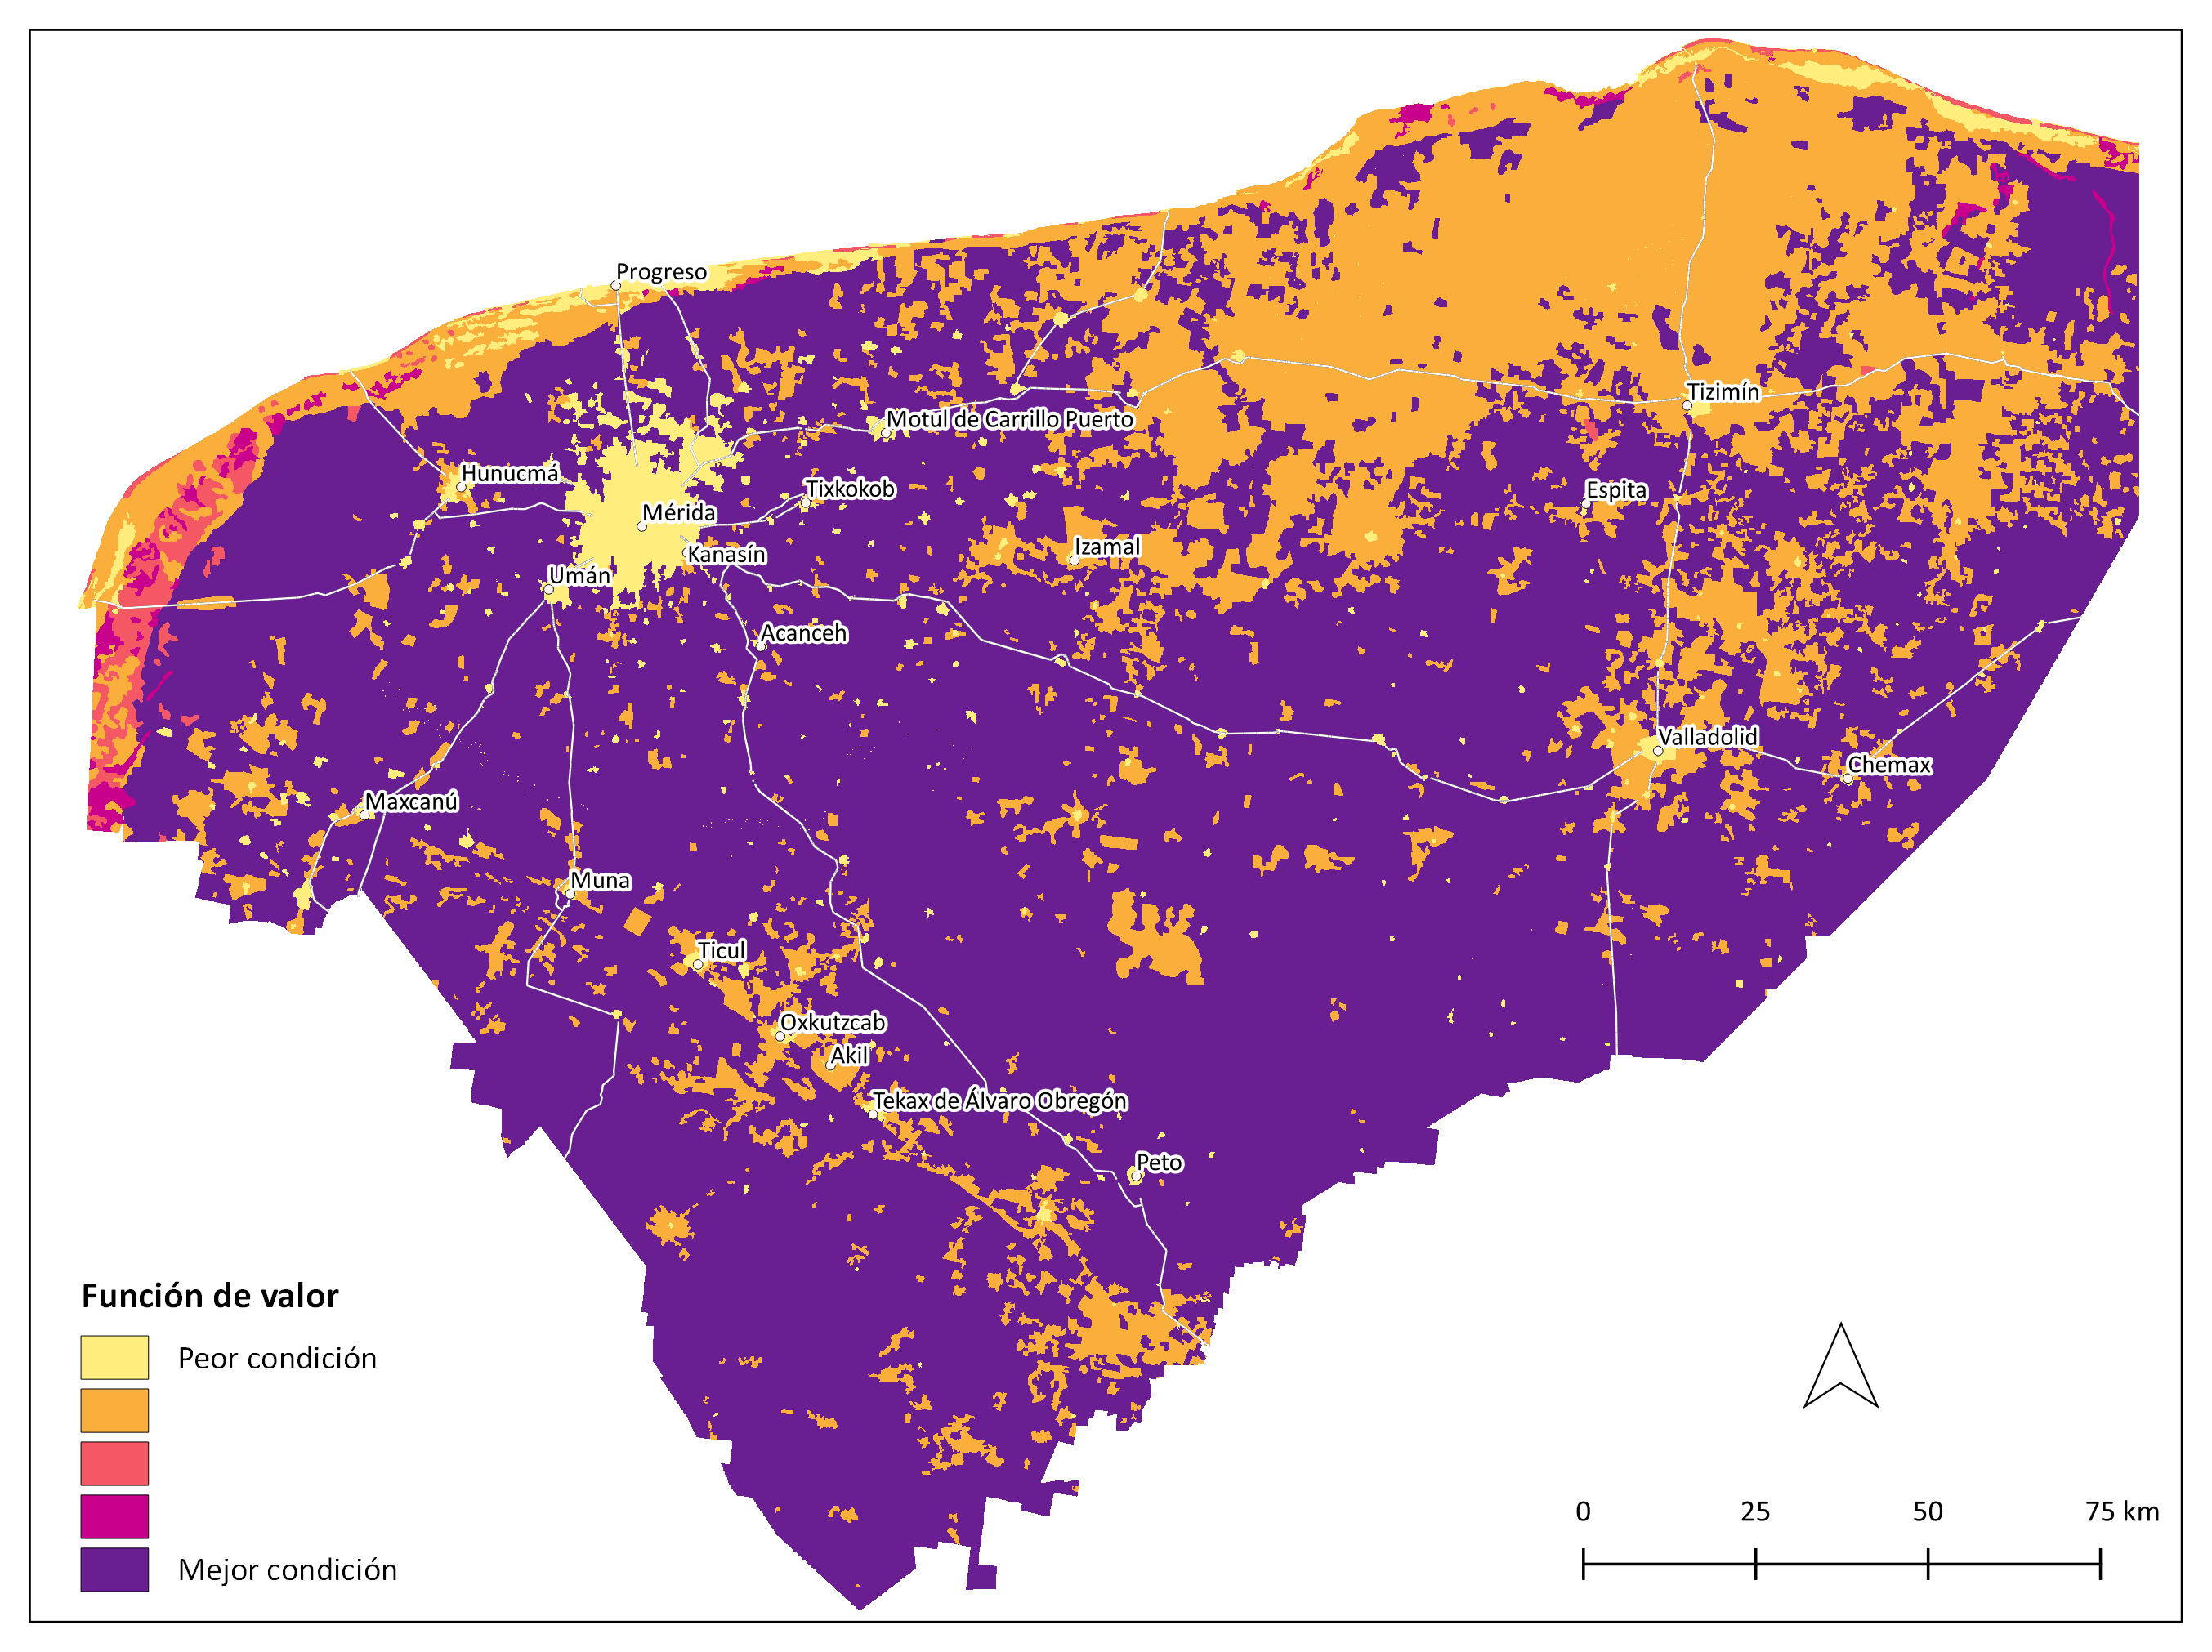 Progreso
Tizimín
Motul de Carrillo Puerto
Hunucmá
Tixkokob
Espita
Mérida
Izamal
Kanasín
Umán
Acanceh
Valladolid
Chemax
Maxcanú
Muna
Ticul
Oxkutzcab
Akil
Tekax de Álvaro Obregón
Peto
Función de valor
Peor condición
Mejor condición
0 25 50 75 km